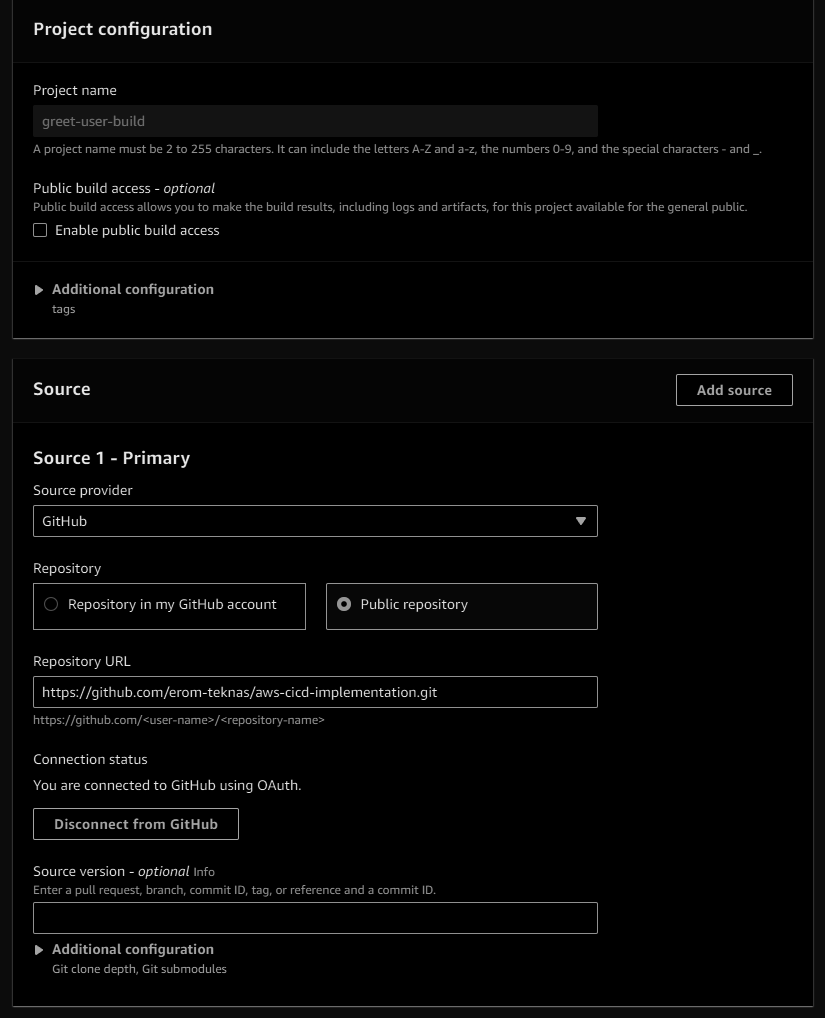 Project configuration
Project name
greet-user-build
A project name must be 2 to 255 characters. It can include the letters A-Z and a-z, the numbers 0-9, and the special characters - and _.
Public build access - optional
Public build access allows you to make the build results, including logs and artifacts, for this project available for the general public.
Enable public build access
Additional configuration
tags
Source
Add source
Source 1 - Primary
Source provider
GitHub
Repository
Repository in my GitHub account
Public repository
Repository URL
https://github.com/erom-teknas/aws-cicd-implementation.git
https://github.com/<user-name>/<repository-name>
Connection status
You are connected to GitHub using OAuth.
Disconnect from GitHub
Source version - optional Info
Enter a pull request, branch, commit ID, tag, or reference and a commit ID.
Additional configuration
Git clone depth, Git submodules